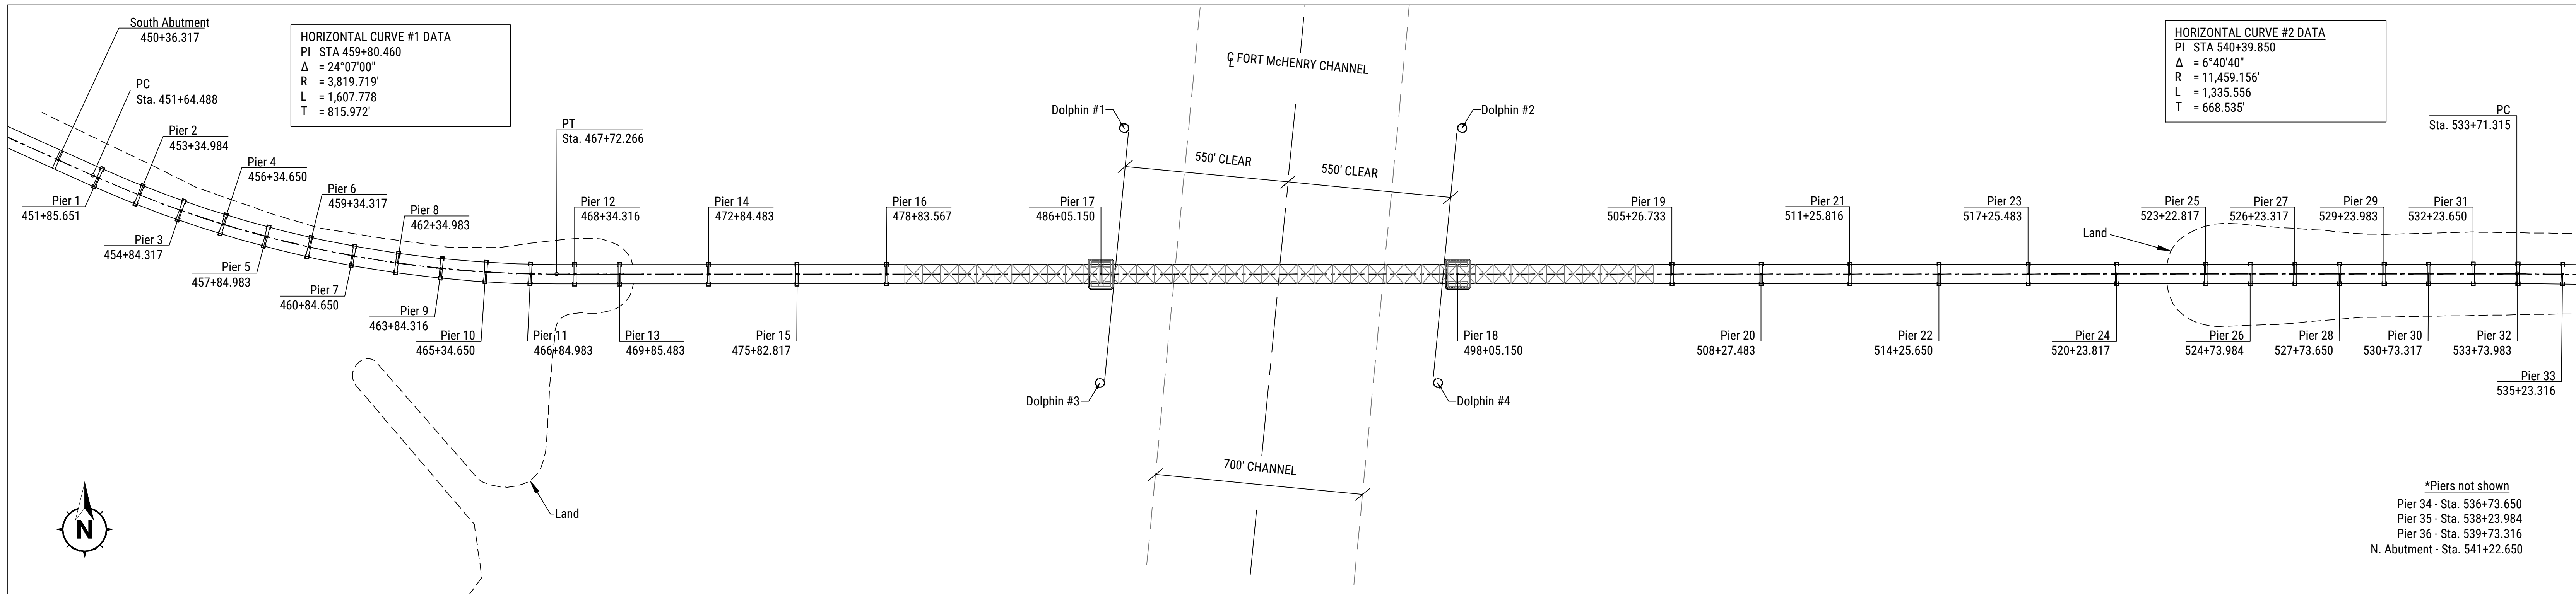 South Abutment
450+36.317
PC
Sta. 451+64.488
Pier 2
453+34.984
Pier 4
456+34.650
Pier 6
459+34.317
Pier 8
462+34.983
Pier 1
451+85.651
Pier 3
454+84.317
Pier 5
457+84.983
Pier 7
460+84.650
Pier 9
463+84.316
Pier 10
465+34.650
Pier 11
466+84.983
HORIZONTAL CURVE #1 DATA
PI STA 459+80.460
Δ = 24°07'00"
R = 3,819.719'
L = 1,607.778
T = 815.972'
PT
Sta. 467+72.266
Pier 12
468+34.316
Pier 13
469+85.483
Pier 14
472+84.483
Pier 15
475+82.817
Pier 16
478+83.567
Pier 17
486+05.150
Dolphin #1
Dolphin #2
Dolphin #3
Dolphin #4
℄ FORT McHENRY CHANNEL
550' CLEAR
550' CLEAR
700' CHANNEL
Pier 18
498+05.150
Pier 19
505+26.733
Pier 20
508+27.483
Pier 21
511+25.816
Pier 22
514+25.650
Pier 23
517+25.483
Pier 24
520+23.817
Pier 25
523+22.817
Pier 26
524+73.984
Pier 27
526+23.317
Pier 28
527+73.650
Pier 29
529+23.983
Pier 30
530+73.317
Pier 31
532+23.650
Pier 32
533+73.983
Pier 33
535+23.316
HORIZONTAL CURVE #2 DATA
PI STA 540+39.850
Δ = 6°40'40"
R = 11,459.156'
L = 1,335.556
T = 668.535'
PC
Sta. 533+71.315
Land
Land
N
*Piers not shown
Pier 34 - Sta. 536+73.650
Pier 35 - Sta. 538+23.984
Pier 36 - Sta. 539+73.316
N. Abutment - Sta. 541+22.650